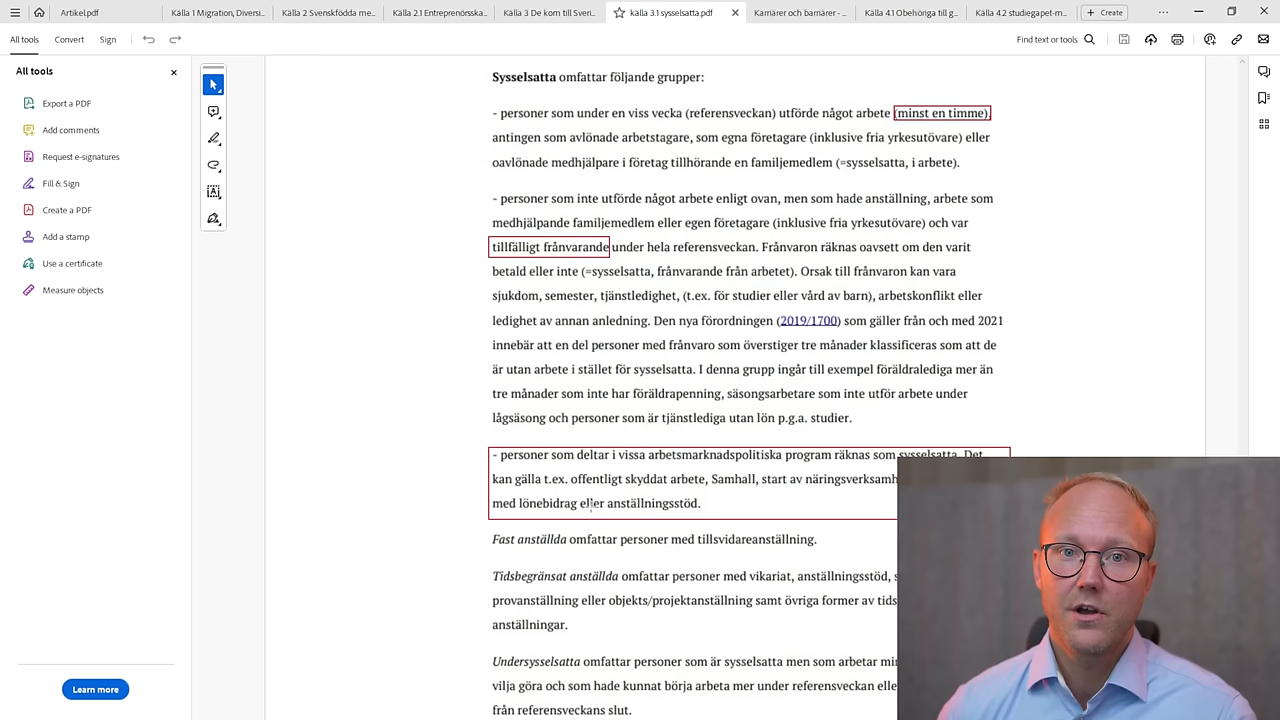 Artikel.pdf
Källa 1 Migration, Diversi...
Källa 2 Svenskfödda me...
Källa 2.1 Entreprenörsska...
Källa 3 De kom till Sveri...
källa 3.1 sysselsatta.pdf
Karriärer och barriärer - ...
Källa 4.1 Obehöriga till g...
Källa 4.2 studiegapet-m...
Create
All tools
Convert
Sign
Find text or tools
All tools
Export a PDF
Add comments
Request e-signatures
Fill & Sign
Create a PDF
Add a stamp
Use a certificate
Measure objects
Learn more
Sysselsatta omfattar följande grupper:
- personer som under en viss vecka (referensveckan) utförde något arbete (minst en timme),
antingen som avlönade arbetstagare, som egna företagare (inklusive fria yrkesutövare) eller
oavlönade medhjälpare i företag tillhörande en familjemedlem (=sysselsatta, i arbete).
- personer som inte utförde något arbete enligt ovan, men som hade anställning, arbete som
medhjälpande familjemedlem eller egen företagare (inklusive fria yrkesutövare) och var
tillfälligt frånvarande under hela referensveckan. Frånvaron räknas oavsett om den varit
betald eller inte (=sysselsatta, frånvarande från arbetet). Orsak till frånvaron kan vara
sjukdom, semester, tjänstledighet, (t.ex. för studier eller vård av barn), arbetskonflikt eller
ledighet av annan anledning. Den nya förordningen (2019/1700) som gäller från och med 2021
innebär att en del personer med frånvaro som överstiger tre månader klassificeras som att de
är utan arbete i stället för sysselsatta. I denna grupp ingår till exempel föräldralediga mer än
tre månader som inte har föräldrapenning, säsongsarbetare som inte utför arbete under
lågsäsong och personer som är tjänstlediga utan lön p.g.a. studier.
- personer som deltar i vissa arbetsmarknadspolitiska program räknas som sysselsatta. Det
kan gälla t.ex. offentligt skyddat arbete, Samhall, start av näringsverksamh
med lönebidrag eller anställningsstöd.
Fast anställda omfattar personer med tillsvidareanställning.
Tidsbegränsat anställda omfattar personer med vikariat, anställningsstöd, s
provanställning eller objekts/projektanställning samt övriga former av tids
anställningar.
Undersysselsatta omfattar personer som är sysselsatta men som arbetar mi
vilja göra och som hade kunnat börja arbeta mer under referensveckan elle
från referensveckans slut.